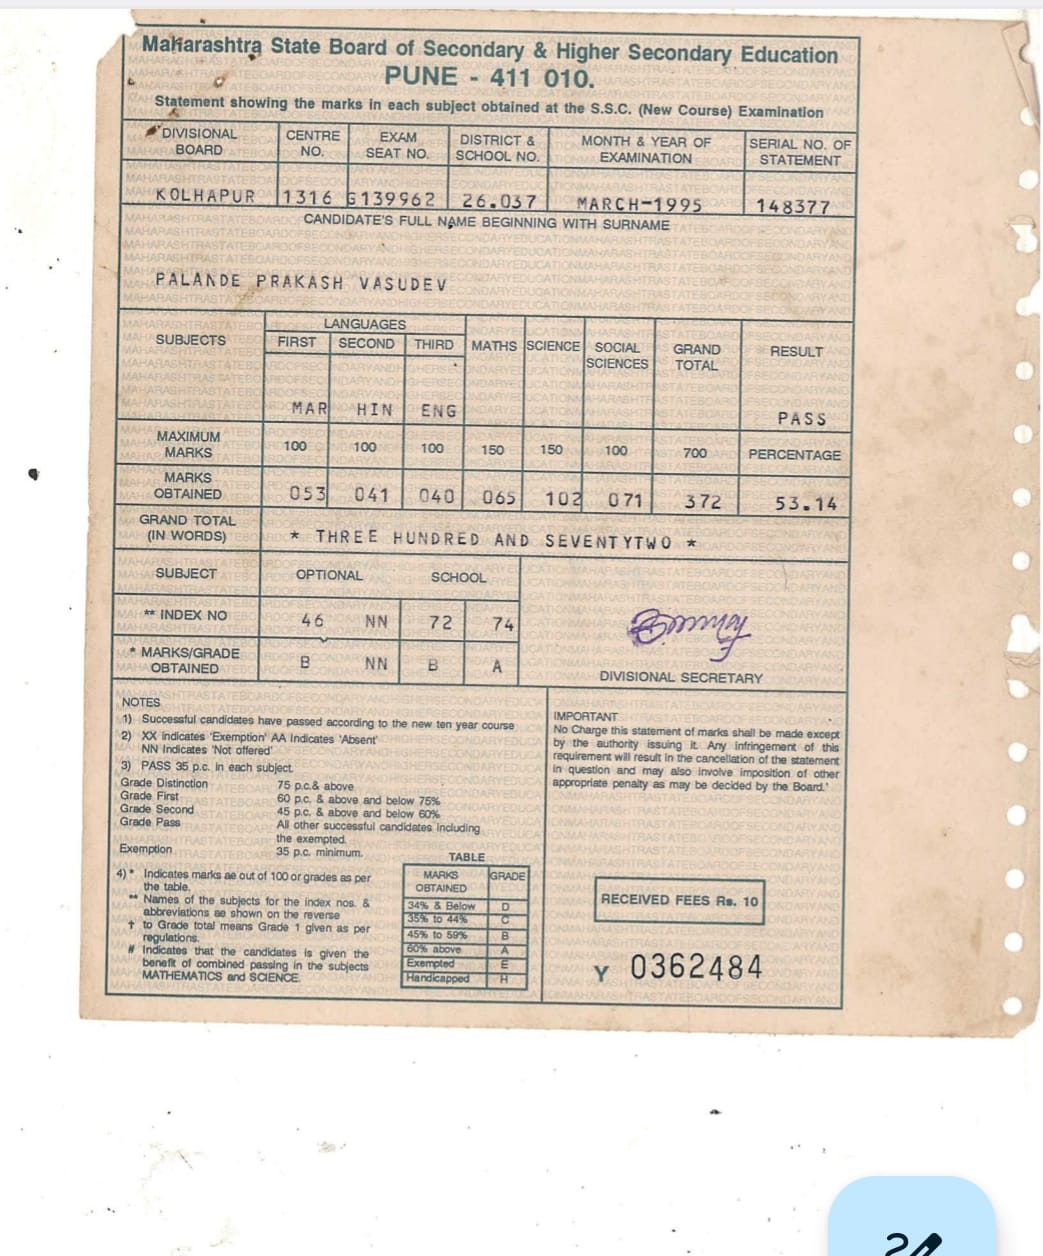 Maharashtra State Board of Secondary & Higher Secondary Education
PUNE - 411 010.
Statement showing the marks in each subject obtained at the S.S.C. (New Course) Examination
DIVISIONAL BOARD CENTRE NO. EXAM SEAT NO. DISTRICT & SCHOOL NO. MONTH & YEAR OF EXAMINATION SERIAL NO. OF STATEMENT
KOLHAPUR 1316 G139962 26.037 MARCH-1995 148377
CANDIDATE'S FULL NAME BEGINNING WITH SURNAME
PALANDE PRAKASH VASUDEV
SUBJECTS LANGUAGES MATHS SCIENCE SOCIAL SCIENCES GRAND TOTAL RESULT
FIRST SECOND THIRD
MAR HIN ENG PASS
MAXIMUM MARKS 100 100 100 150 150 100 700 PERCENTAGE
MARKS OBTAINED 053 041 040 065 102 071 372 53.14
GRAND TOTAL (IN WORDS) * THREE HUNDRED AND SEVENTYTWO *
SUBJECT OPTIONAL SCHOOL
** INDEX NO 46 NN 72 74
* MARKS/GRADE OBTAINED B NN B A
DIVISIONAL SECRETARY
NOTES
1) Successful candidates have passed according to the new ten year course
2) XX indicates 'Exemption' AA Indicates 'Absent'
NN Indicates 'Not offered'
3) PASS 35 p.c. in each subject.
Grade Distinction 75 p.c.& above
Grade First 60 p.c. & above and below 75%
Grade Second 45 p.c. & above and below 60%
Grade Pass All other successful candidates including
the exempted.
Exemption 35 p.c. minimum.
4) * Indicates marks ae out of 100 or grades as per
the table.
** Names of the subjects for the index nos. &
abbreviations ae shown on the reverse
† to Grade total means Grade 1 given as per
regulations.
# Indicates that the candidates is given the
benefit of combined passing in the subjects
MATHEMATICS and SCIENCE.
TABLE
MARKS OBTAINED GRADE
34% & Below D
35% to 44% C
45% to 59% B
60% above A
Exempted E
Handicapped H
IMPORTANT
No Charge this statement of marks shall be made except
by the authority issuing it. Any infringement of this
requirement will result in the cancellation of the statement
in question and may also involve imposition of other
appropriate penalty as may be decided by the Board.'
RECEIVED FEES Rs. 10
Y 0362484